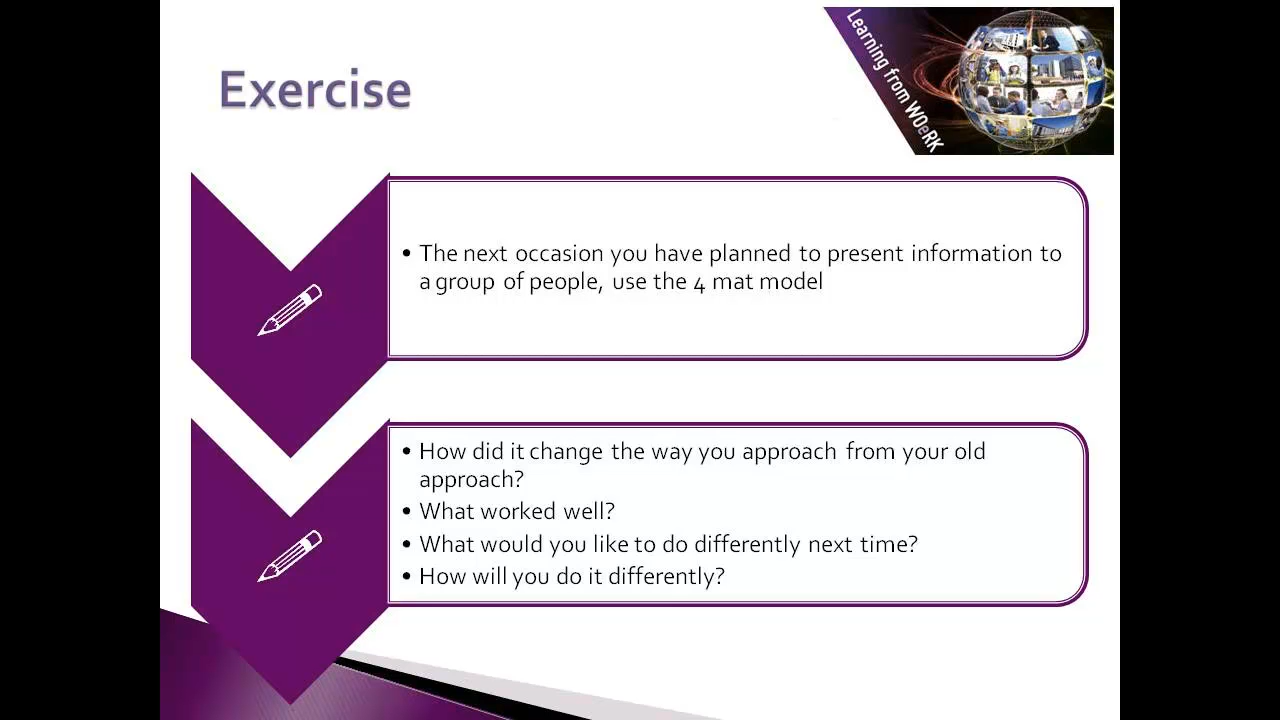 Exercise
Learning from WOeRK
• The next occasion you have planned to present information to
a group of people, use the 4 mat model
• How did it change the way you approach from your old
approach?
• What worked well?
• What would you like to do differently next time?
• How will you do it differently?